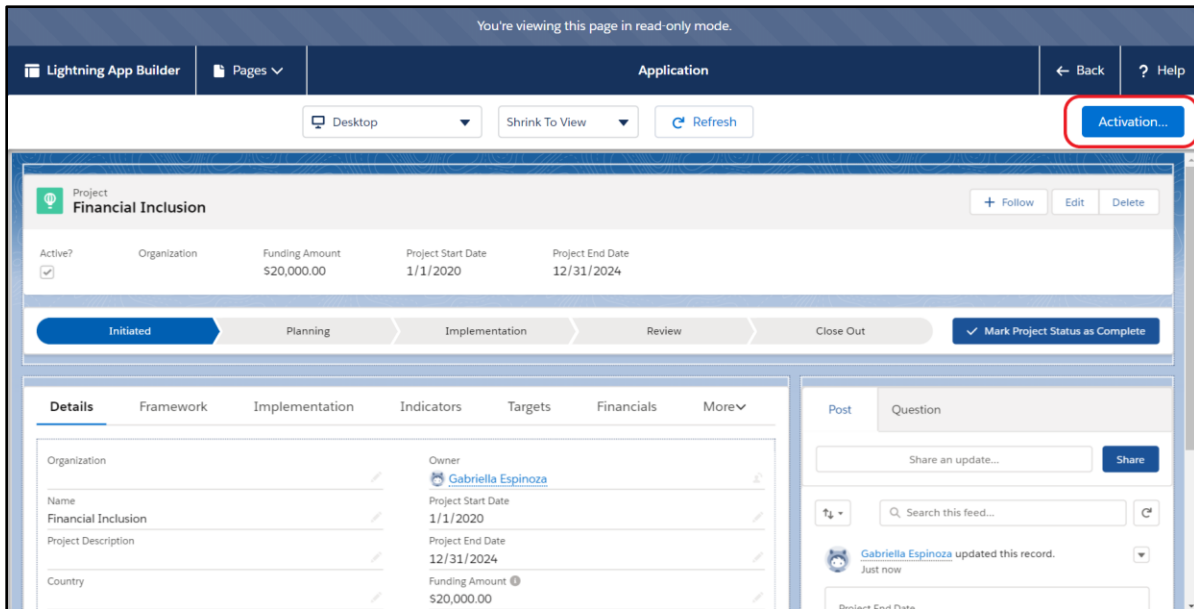 You're viewing this page in read-only mode.
Lightning App Builder Pages Application Back ? Help
Desktop Shrink To View Refresh Activation...
Project
Financial Inclusion
+ Follow Edit Delete
Active? Organization Funding Amount Project Start Date Project End Date
$20,000.00 1/1/2020 12/31/2024
Initiated Planning Implementation Review Close Out Mark Project Status as Complete
Details Framework Implementation Indicators Targets Financials More
Organization
Owner
Gabriella Espinoza
Name
Financial Inclusion
Project Start Date
1/1/2020
Project Description
Project End Date
12/31/2024
Country
Funding Amount
$20,000.00
Post Question
Share an update... Share
Search this feed...
Gabriella Espinoza updated this record.
Just now
Project End Date